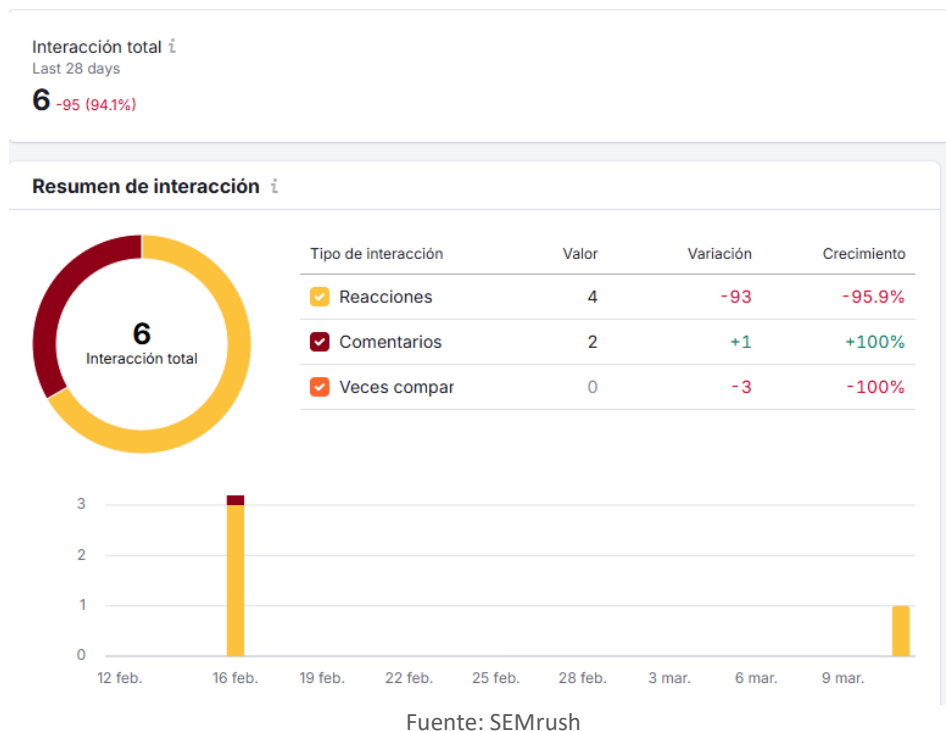 Interacción total i
Last 28 days
6 -95 (94.1%)
Resumen de interacción i
Tipo de interacción Valor Variación Crecimiento
Reacciones 4 -93 -95.9%
Comentarios 2 +1 +100%
Veces compar 0 -3 -100%
6
Interacción total
3
2
1
0
12 feb. 16 feb. 19 feb. 22 feb. 25 feb. 28 feb. 3 mar. 6 mar. 9 mar.
Fuente: SEMrush